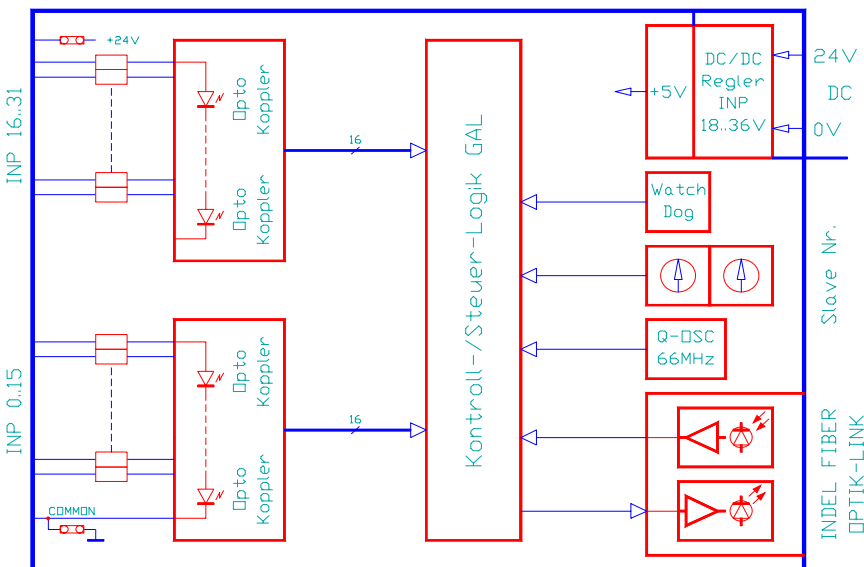 +24V
INP 16..31
Opto
Koppler
Opto
Koppler
16
Kontroll-/Steuer-Logik GAL
DC/DC
Regler
INP
18..36V
+5V
24V
DC
0V
Watch
Dog
Slave Nr.
Q-OSC
66MHz
INP 0..15
Opto
Koppler
Opto
Koppler
16
COMMON
INDEL FIBER
OPTIK-LINK